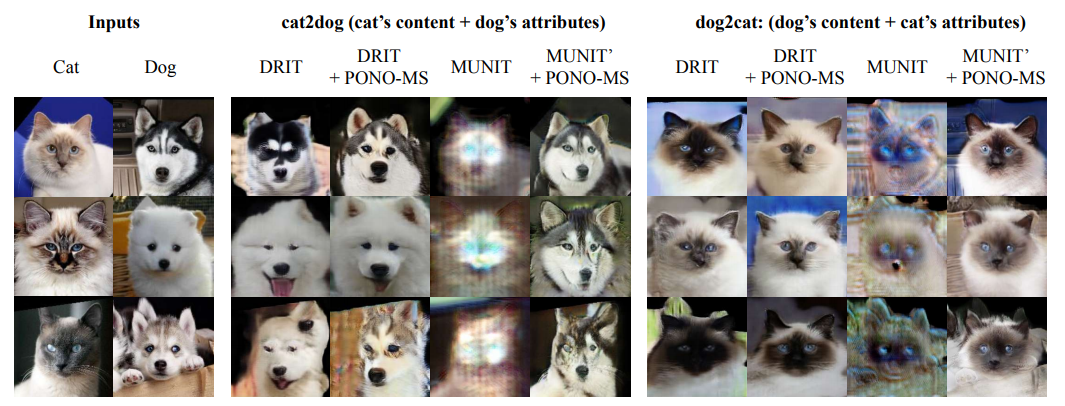 Inputs
cat2dog (cat's content + dog's attributes)
dog2cat: (dog's content + cat's attributes)
Cat
Dog
DRIT
DRIT
+ PONO-MS
MUNIT
MUNIT'
+ PONO-MS
DRIT
DRIT
+ PONO-MS
MUNIT
MUNIT'
+ PONO-MS